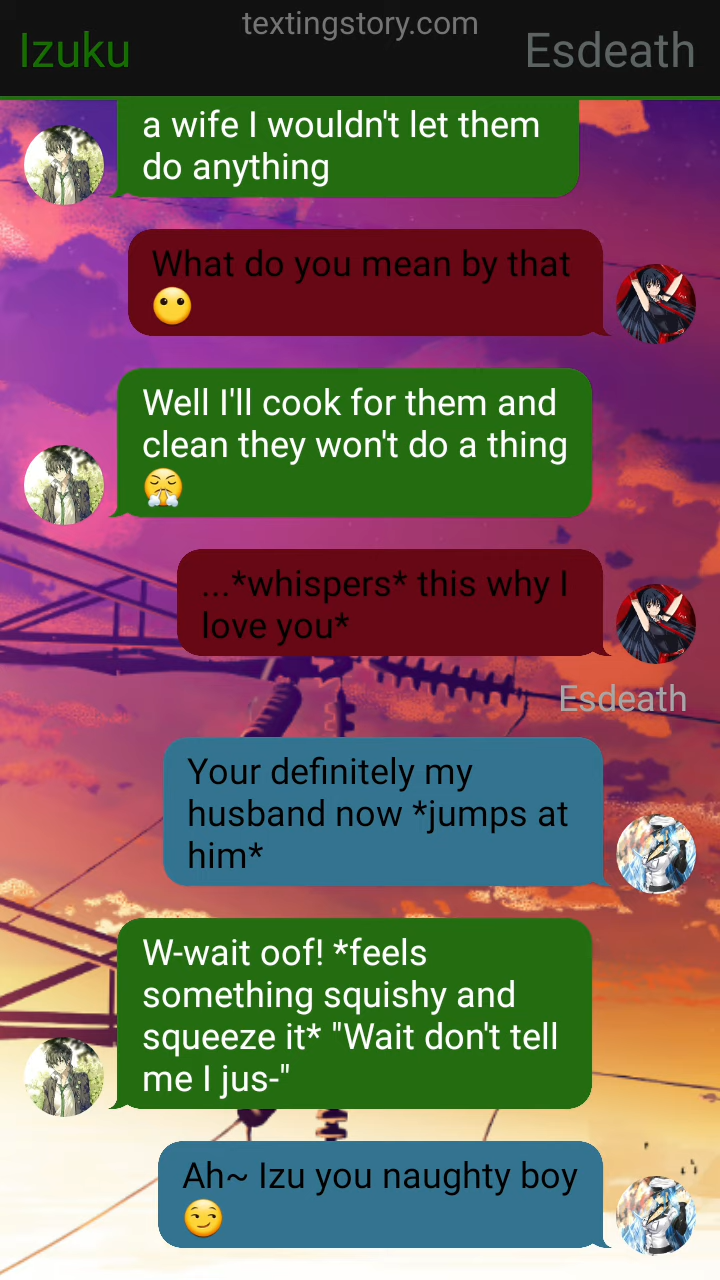 textingstory.com
Izuku
Esdeath
a wife I wouldn't let them
do anything
What do you mean by that
😶
Well I'll cook for them and
clean they won't do a thing
😤
...*whispers* this why I
love you*
Esdeath
Your definitely my
husband now *jumps at
him*
W-wait oof! *feels
something squishy and
squeeze it* "Wait don't tell
me I jus-"
Ah~ Izu you naughty boy
😏